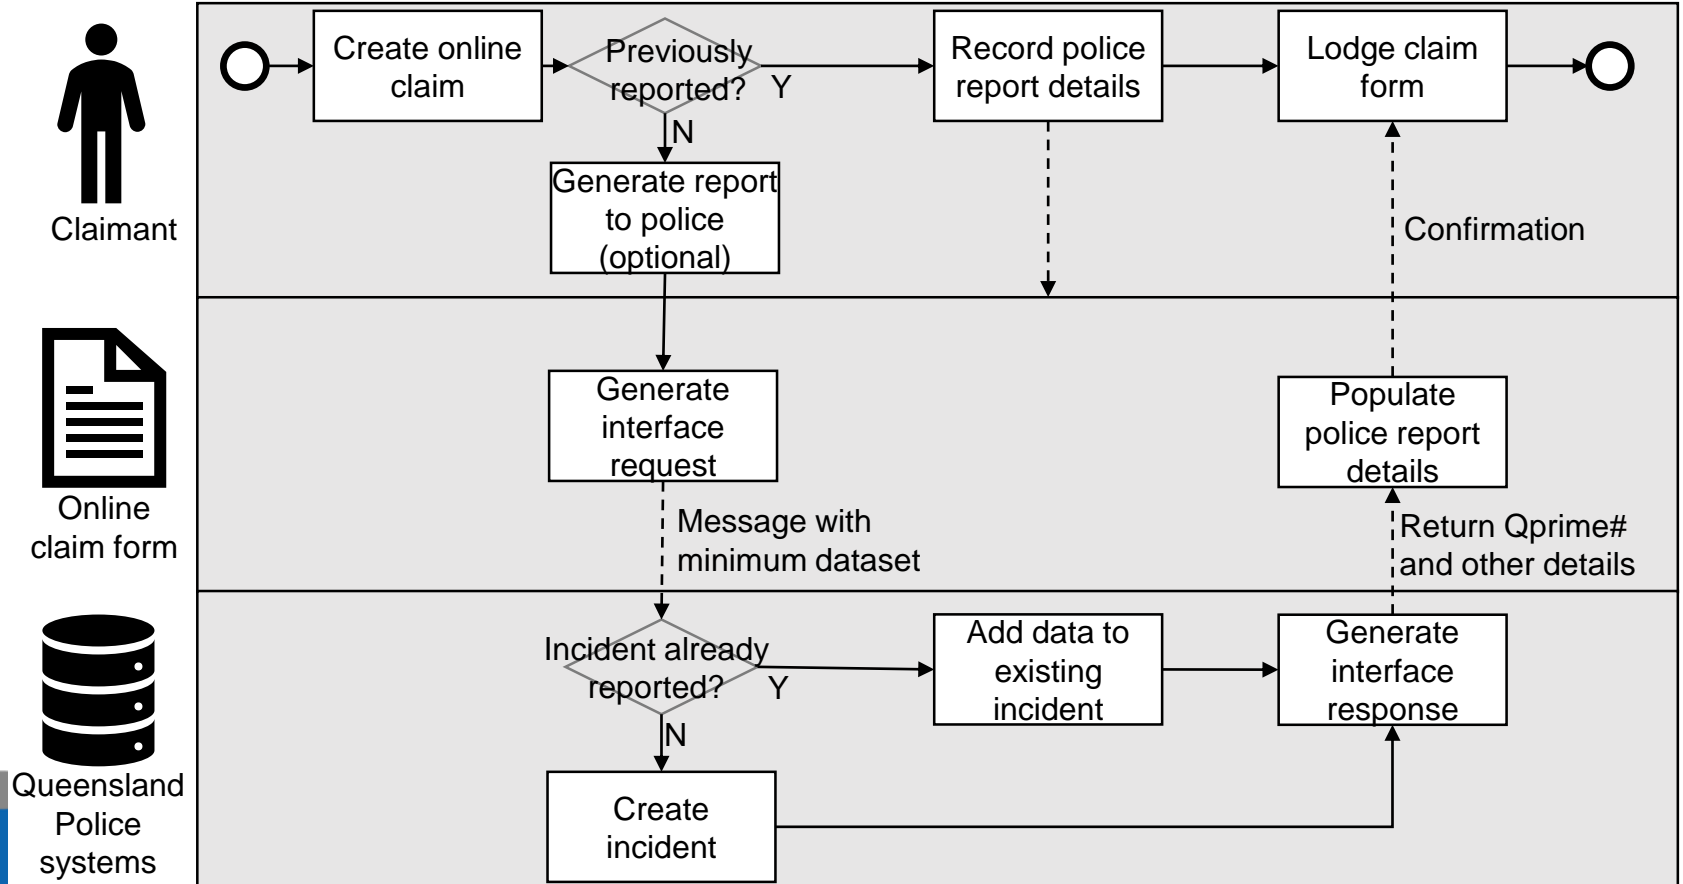 Create online
claim
Previously
reported?
Y
N
Record police
report details
Lodge claim
form
Claimant
Generate report
to police
(optional)
Confirmation
Online
claim form
Generate
interface
request
Populate
police report
details
Message with
minimum dataset
Return Qprime#
and other details
Queensland
Police
systems
Incident already
reported?
Y
N
Add data to
existing
incident
Generate
interface
response
Create
incident